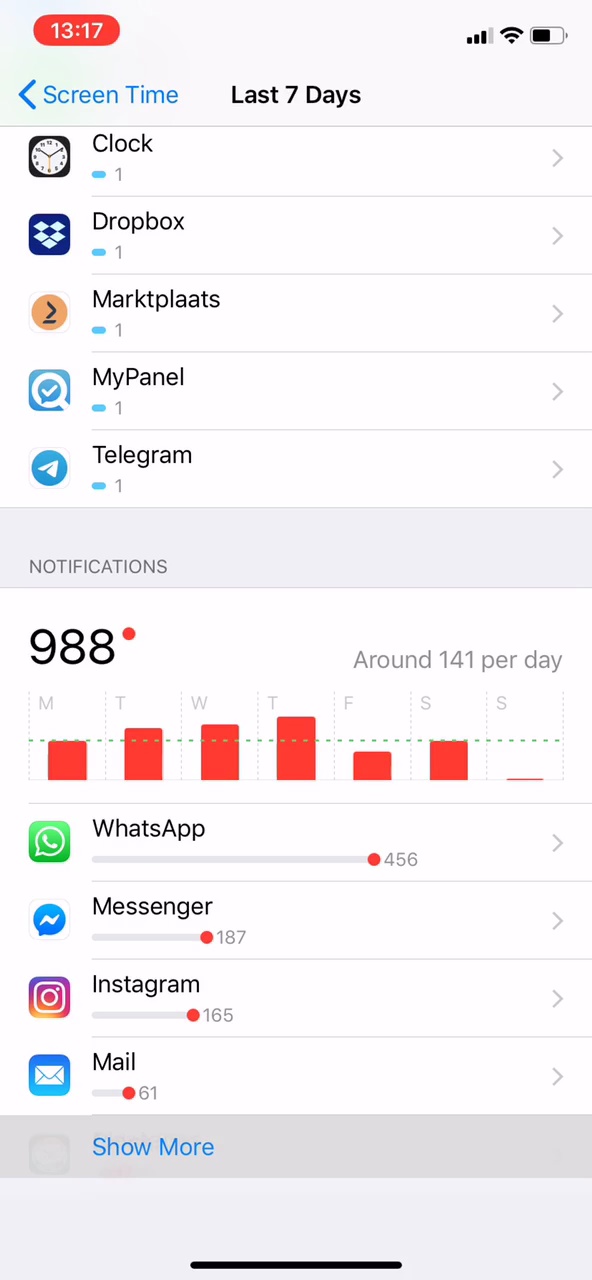 13:17
Screen Time
Last 7 Days
Clock
1
Dropbox
1
Marktplaats
1
MyPanel
1
Telegram
1
NOTIFICATIONS
988
Around 141 per day
M T W T F S S
WhatsApp
456
Messenger
187
Instagram
165
Mail
61
Show More